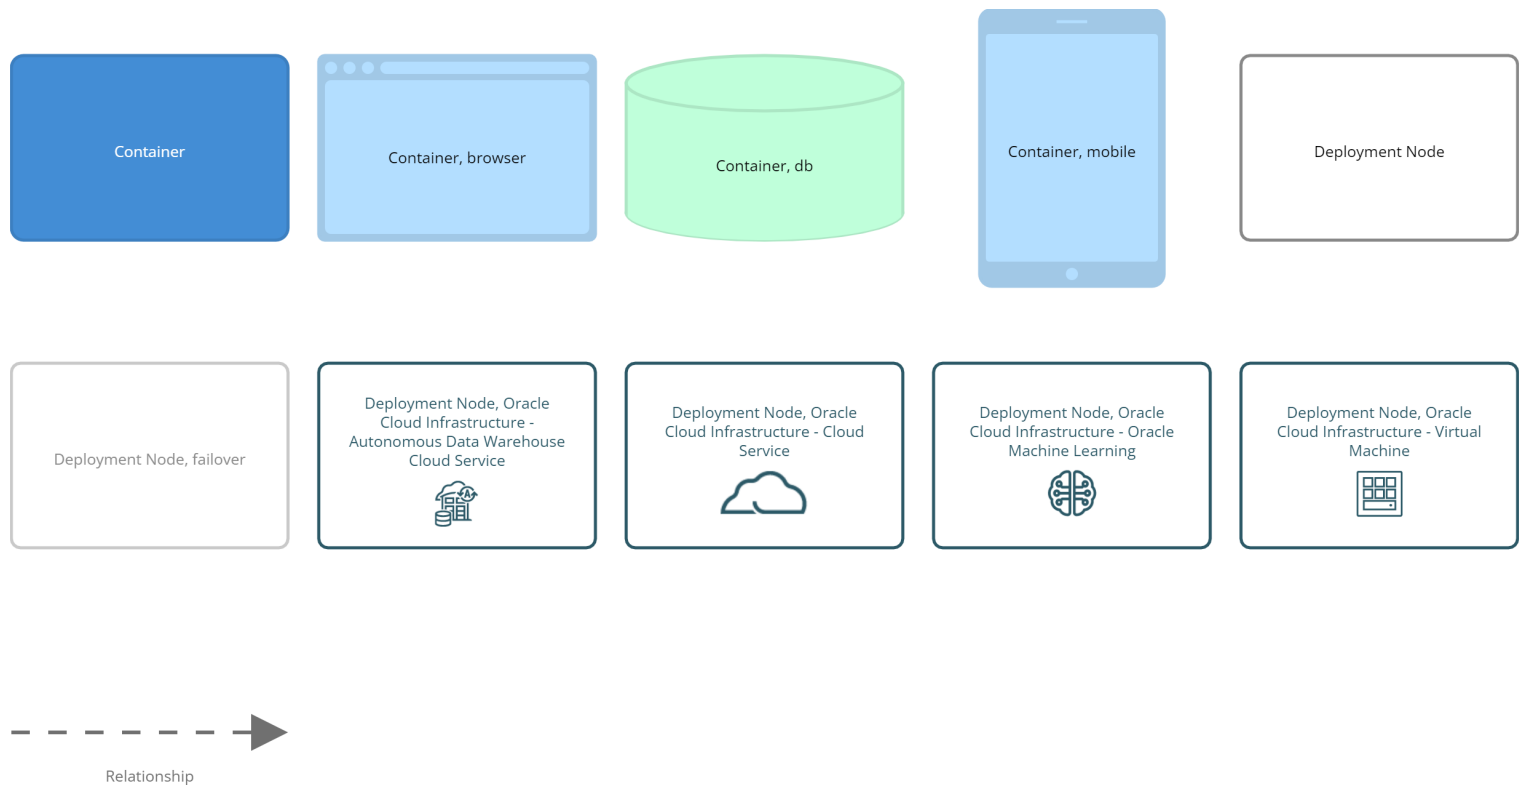 Container
Container, browser
Container, db
Container, mobile
Deployment Node
Deployment Node, failover
Deployment Node, Oracle
Cloud Infrastructure -
Autonomous Data Warehouse
Cloud Service
Deployment Node, Oracle
Cloud Infrastructure - Cloud
Service
Deployment Node, Oracle
Cloud Infrastructure - Oracle
Machine Learning
Deployment Node, Oracle
Cloud Infrastructure - Virtual
Machine
A
Relationship